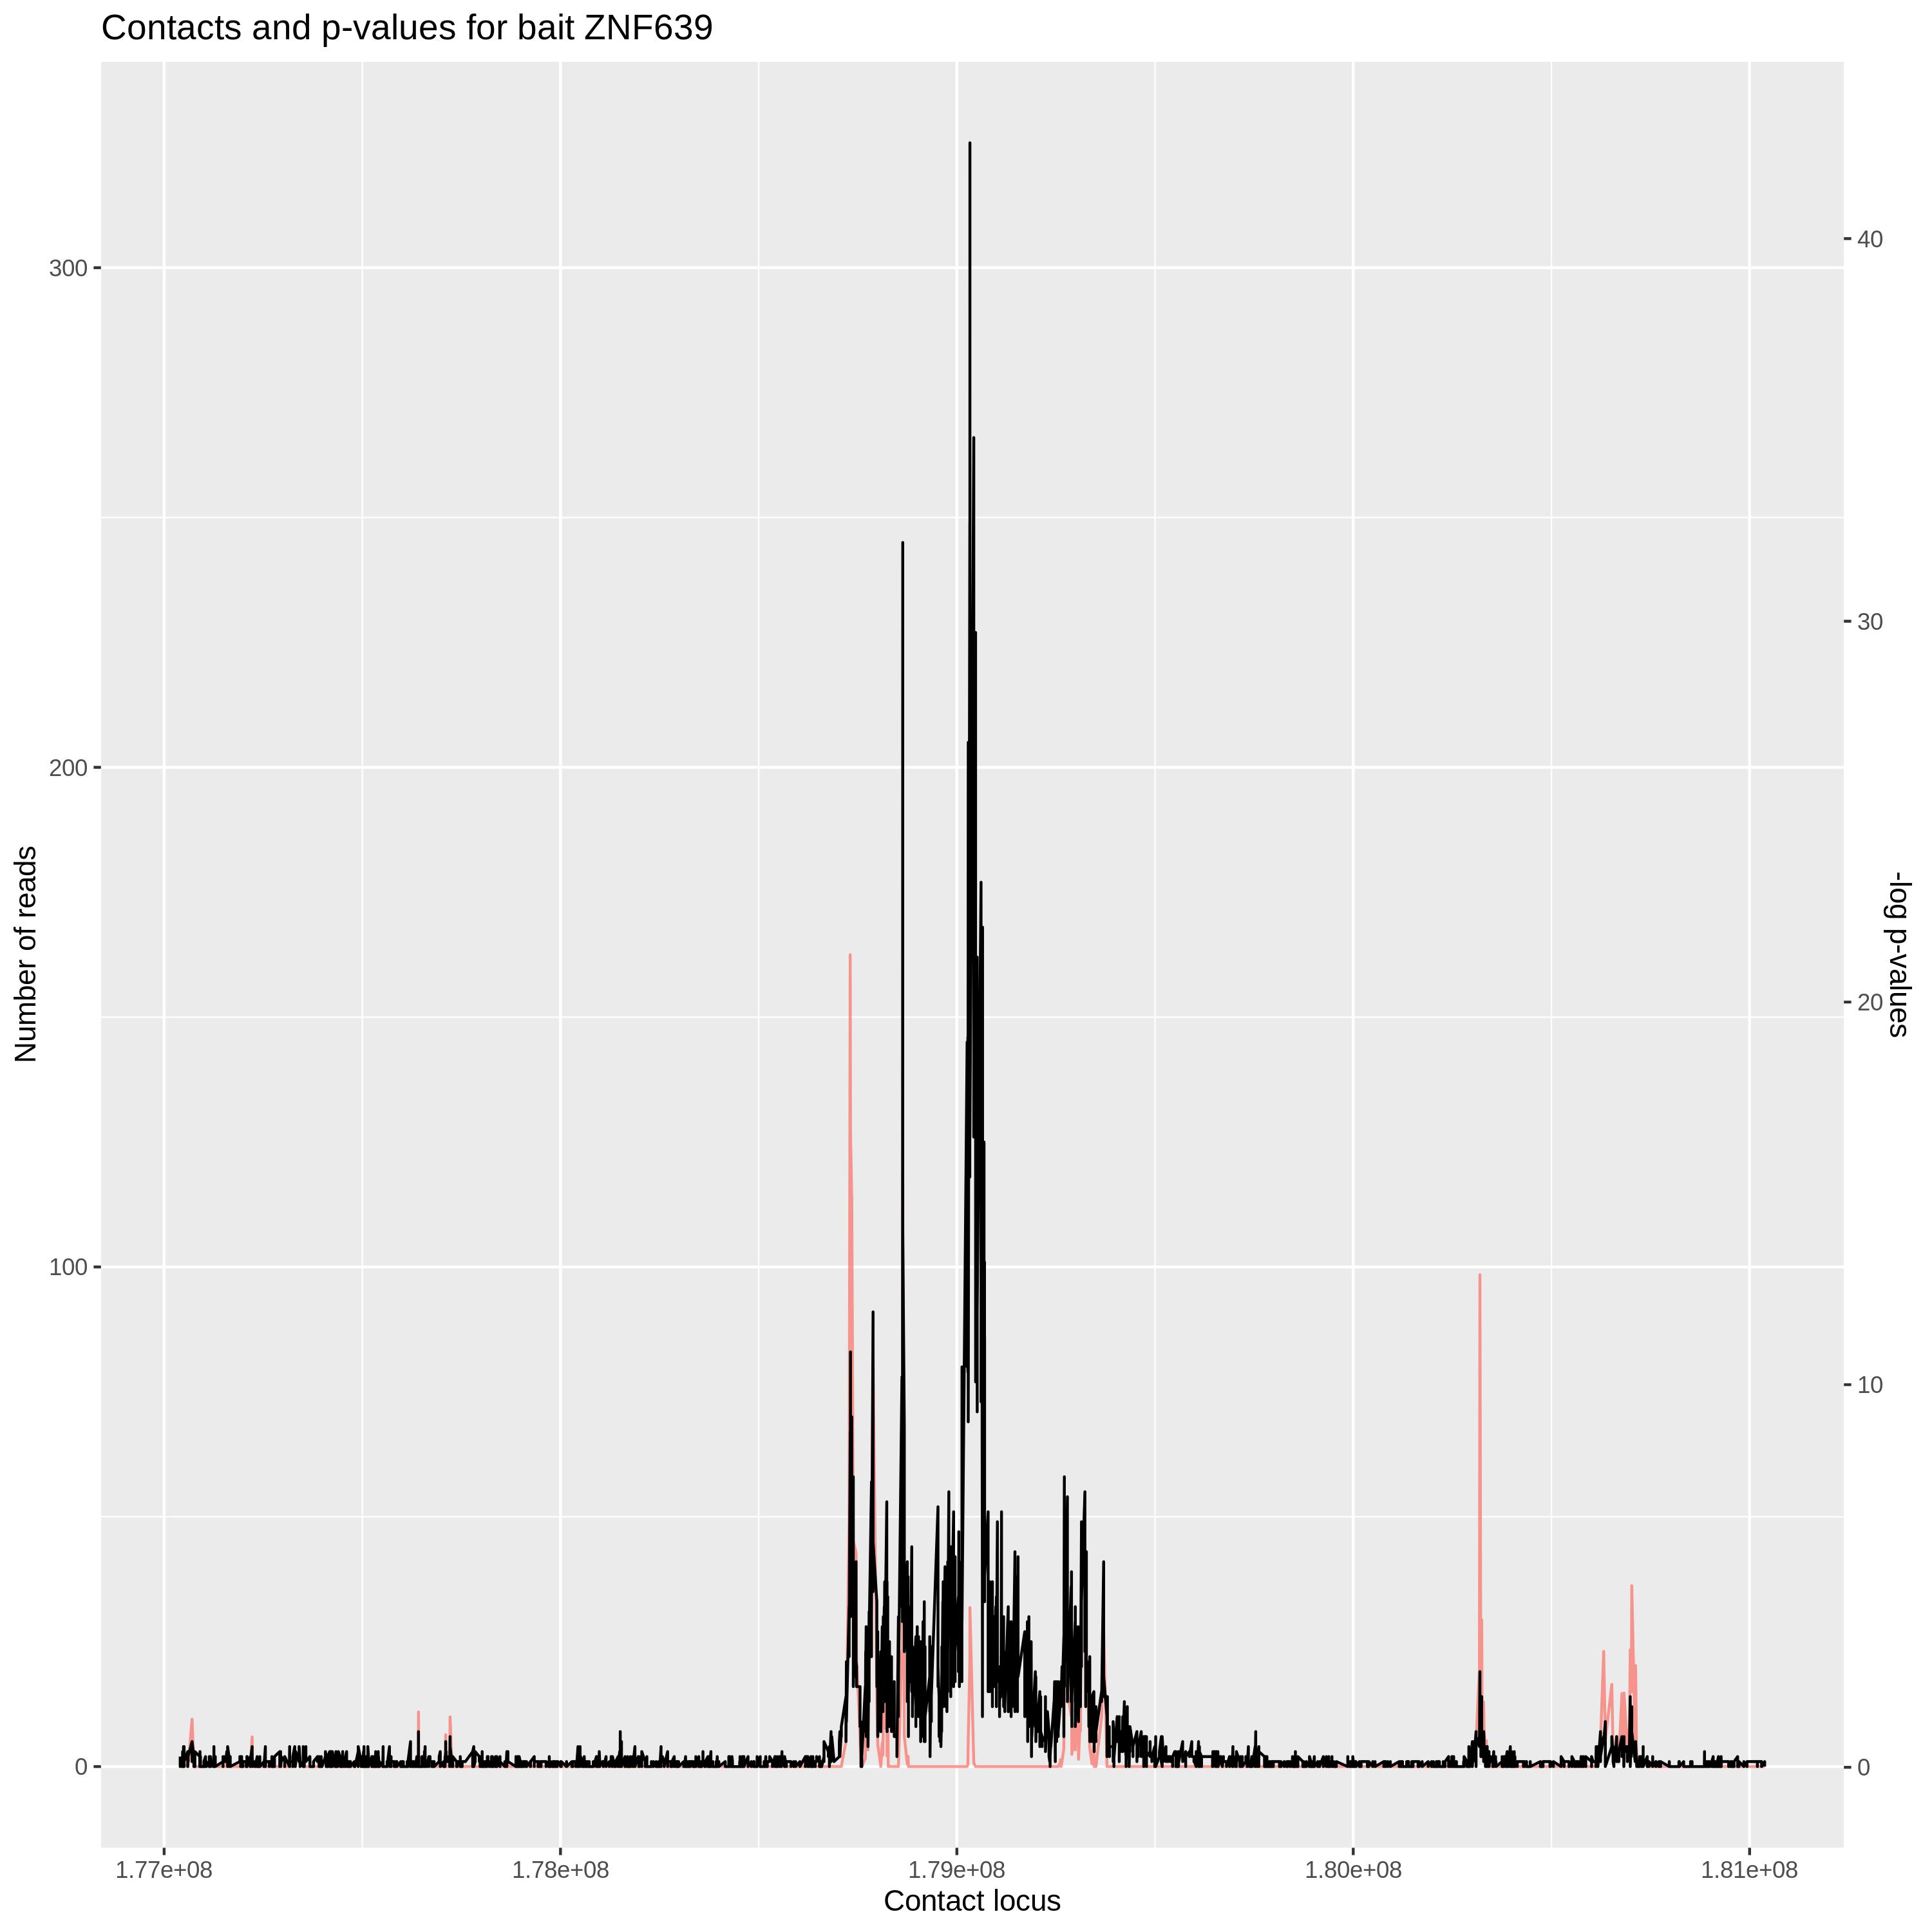 Contacts and p-values for bait ZNF639
Number of reads
300
200
100
0
40
30
20
10
0
-log p-values
1.77e+08
1.78e+08
1.79e+08
1.80e+08
1.81e+08
Contact locus